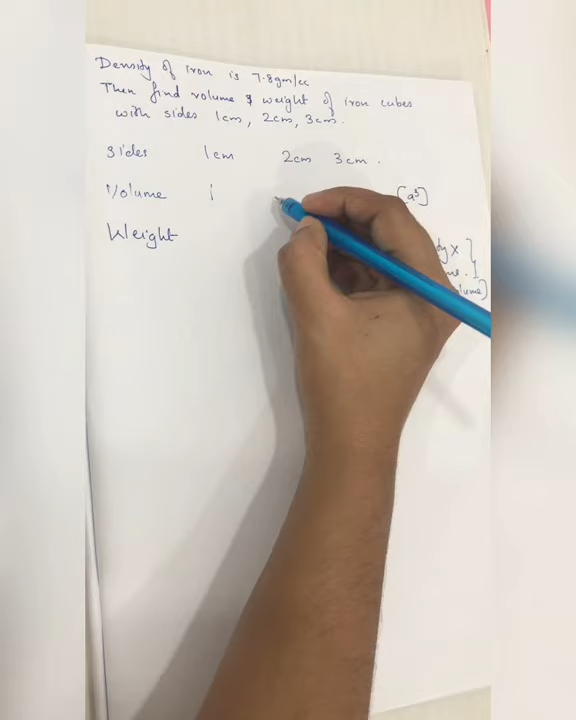 Density of iron is 7.8gm/cc
Then find volume & weight of iron cubes
with sides 1cm, 2cm, 3cm.
Sides 1cm 2cm 3cm.
Volume 1 [a³]
Weight